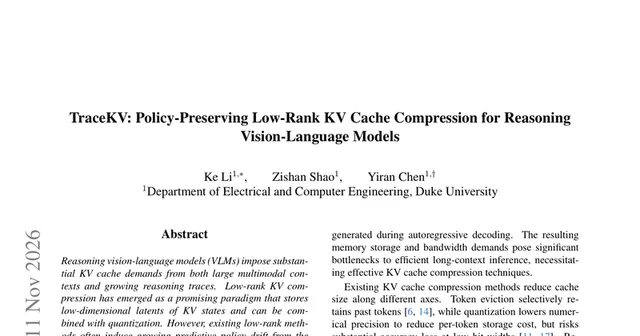 TraceKV: Policy-Preserving Low-Rank KV Cache Compression for Reasoning
Vision-Language Models
Ke Li1,∗, Zishan Shao1, Yiran Chen1,†
1Department of Electrical and Computer Engineering, Duke University
11 Nov 2026
Abstract
Reasoning vision-language models (VLMs) impose substan-
tial KV cache demands from both large multimodal con-
texts and growing reasoning traces. Low-rank KV com-
pression has emerged as a promising paradigm that stores
low-dimensional latents of KV states and can be com-
bined with quantization. However, existing low-rank meth-
generated during autoregressive decoding. The resulting
memory storage and bandwidth demands pose significant
bottlenecks to efficient long-context inference, necessitat-
ing effective KV cache compression techniques.
Existing KV cache compression methods reduce cache
size along different axes. Token eviction selectively re-
tains past tokens [6, 14], while quantization lowers numer-
ical precision to reduce per-token storage cost, but risks